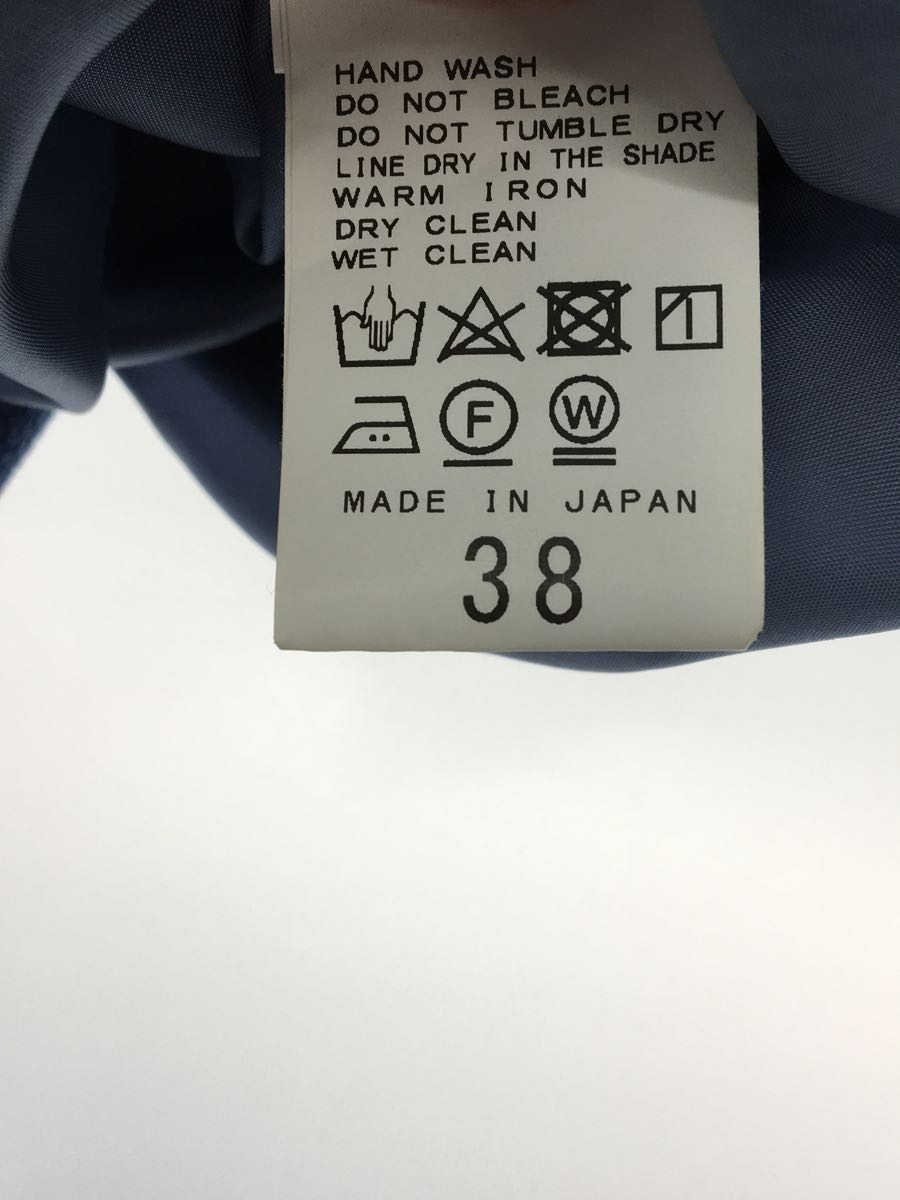 HAND WASH
DO NOT BLEACH
DO NOT TUMBLE DRY
LINE DRY IN THE SHADE
WARM IRON
DRY CLEAN
WET CLEAN
F W
MADE IN JAPAN
38